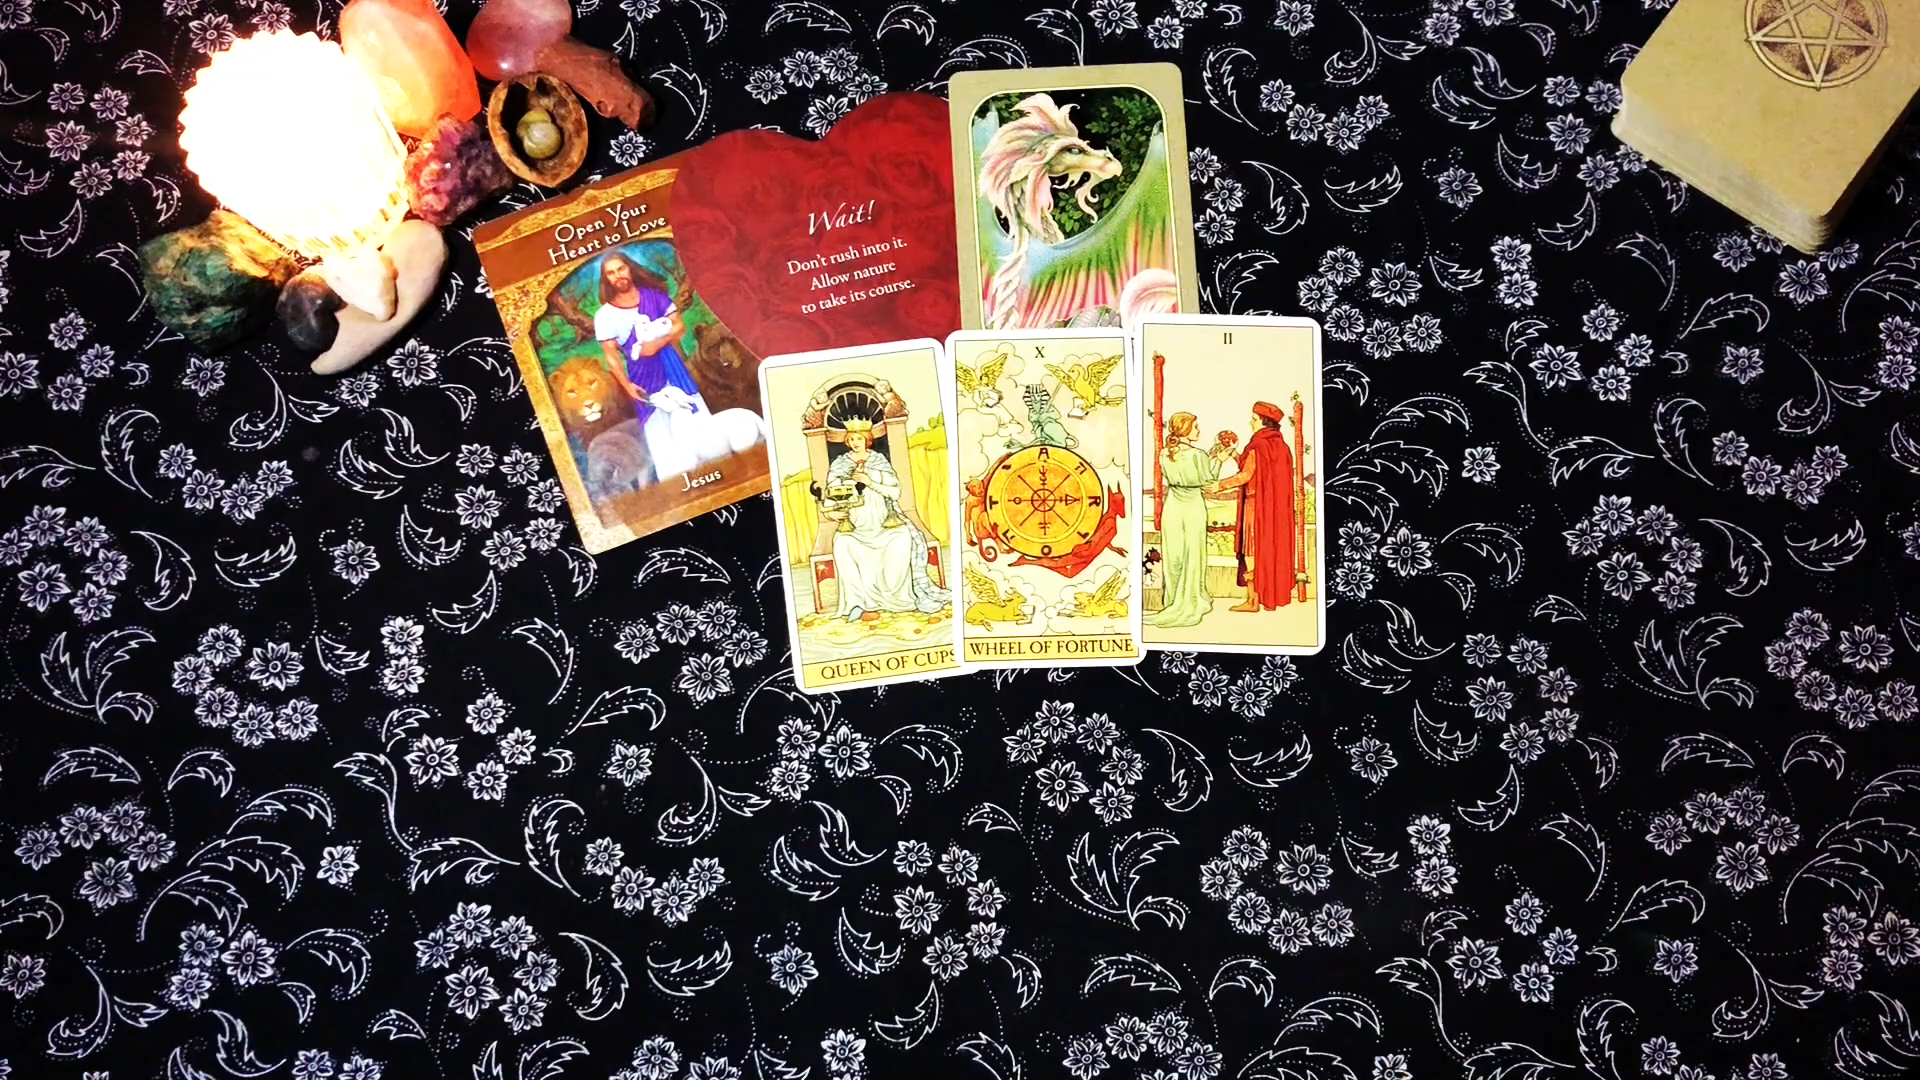 Open Your
Heart to Love
Jesus
Wait!
Don't rush into it.
Allow nature
to take its course.
QUEEN OF CUPS
X
WHEEL OF FORTUNE
II